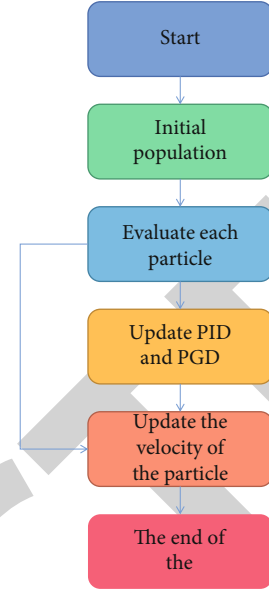 Start
Initial
population
Evaluate each
particle
Update PID
and PGD
Update the
velocity of
the particle
The end of
the